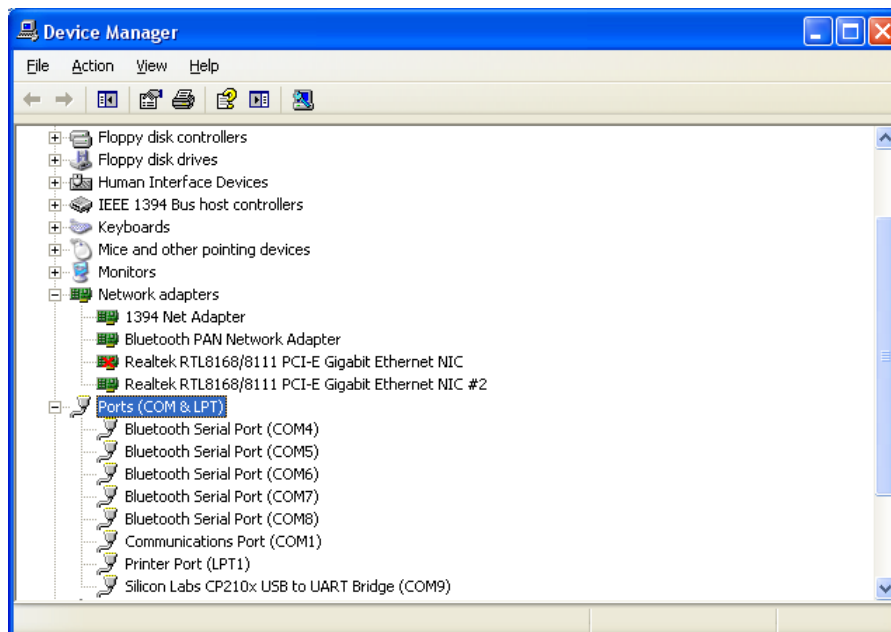 Device Manager
File Action View Help
Floppy disk controllers
Floppy disk drives
Human Interface Devices
IEEE 1394 Bus host controllers
Keyboards
Mice and other pointing devices
Monitors
Network adapters
1394 Net Adapter
Bluetooth PAN Network Adapter
Realtek RTL8168/8111 PCI-E Gigabit Ethernet NIC
Realtek RTL8168/8111 PCI-E Gigabit Ethernet NIC #2
Ports (COM & LPT)
Bluetooth Serial Port (COM4)
Bluetooth Serial Port (COM5)
Bluetooth Serial Port (COM6)
Bluetooth Serial Port (COM7)
Bluetooth Serial Port (COM8)
Communications Port (COM1)
Printer Port (LPT1)
Silicon Labs CP210x USB to UART Bridge (COM9)